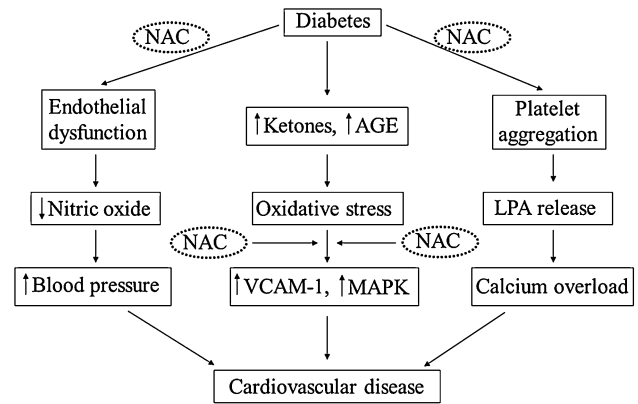 Diabetes
NAC
NAC
Endothelial
dysfunction
↑Ketones, ↑AGE
Platelet
aggregation
↓Nitric oxide
Oxidative stress
LPA release
NAC
NAC
↑Blood pressure
↑VCAM-1, ↑MAPK
Calcium overload
Cardiovascular disease